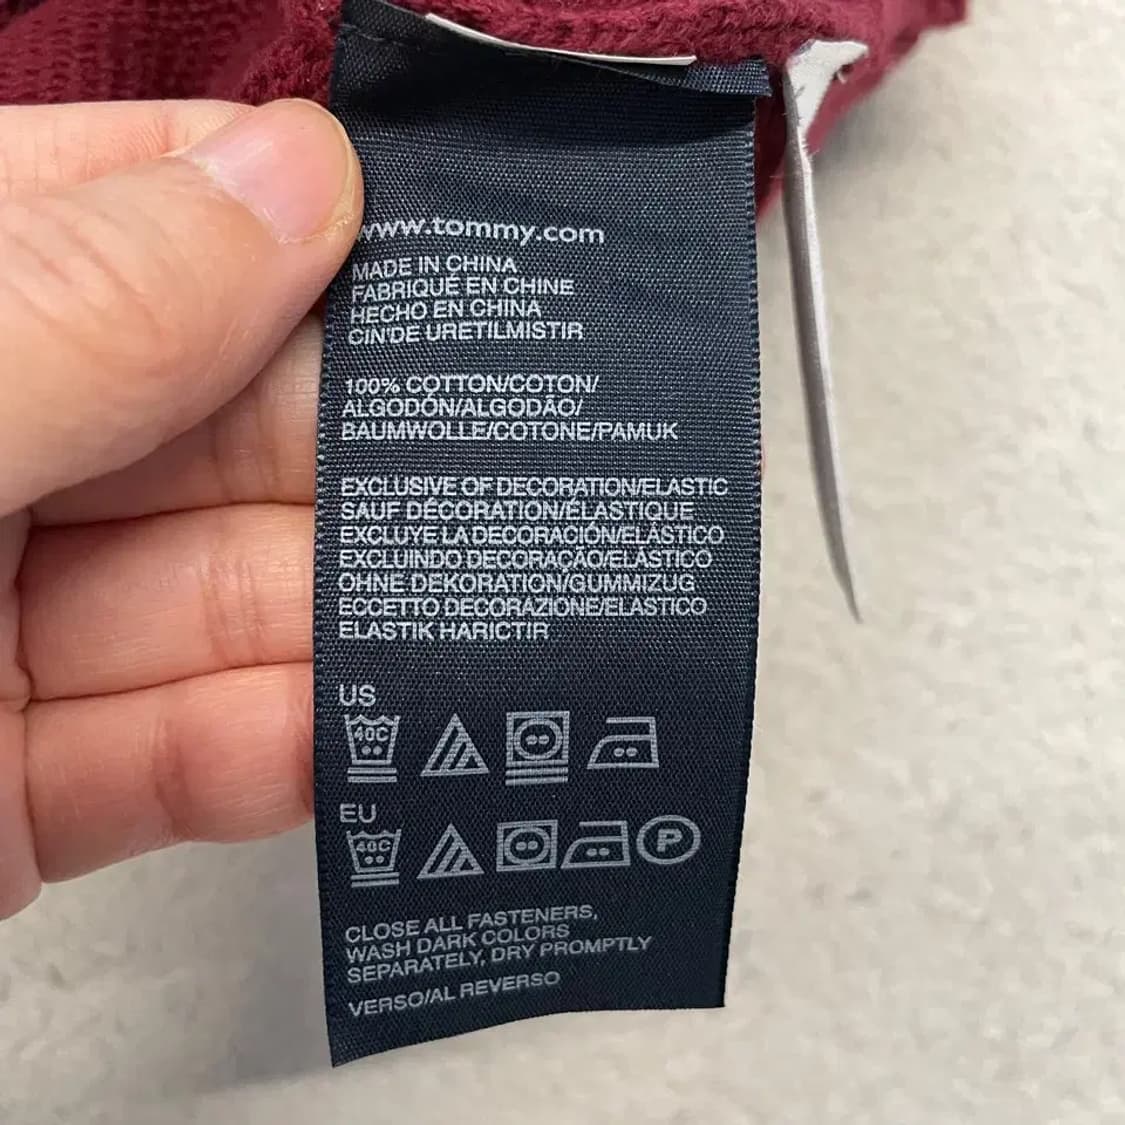 www.tommy.com
MADE IN CHINA
FABRIQUÉ EN CHINE
HECHO EN CHINA
CIN'DE URETILMISTIR
100% COTTON/COTON/
ALGODÓN/ALGODÃO/
BAUMWOLLE/COTONE/PAMUK
EXCLUSIVE OF DECORATION/ELASTIC
SAUF DÉCORATION/ÉLASTIQUE
EXCLUYE LA DECORACIÓN/ELÁSTICO
EXCLUINDO DECORAÇÃO/ELÁSTICO
OHNE DEKORATION/GUMMIZUG
ECCETTO DECORAZIONE/ELASTICO
ELASTIK HARICTIR
US
40C
EU
40C P
CLOSE ALL FASTENERS,
WASH DARK COLORS
SEPARATELY, DRY PROMPTLY
VERSO/AL REVERSO